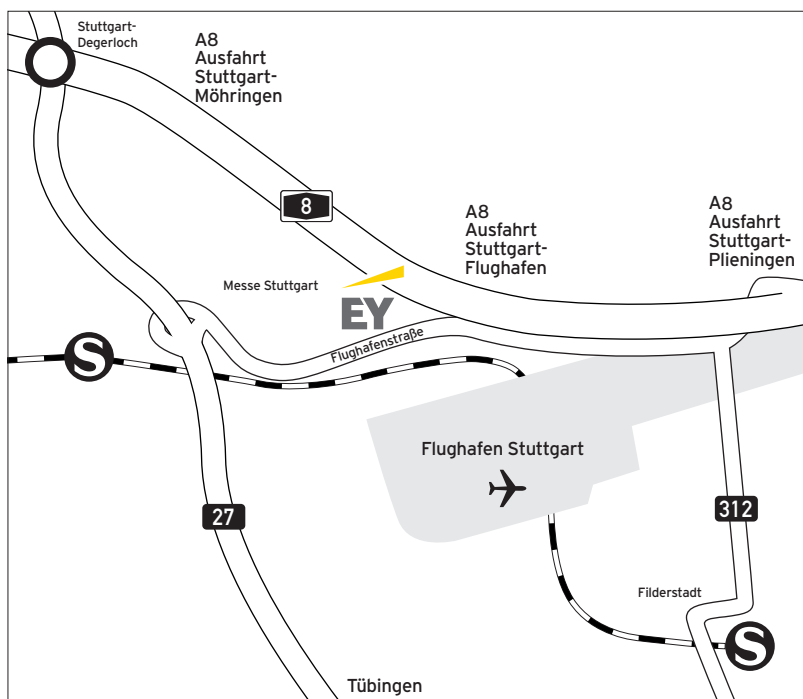 Stuttgart-
Degerloch
A8
Ausfahrt
Stuttgart-
Möhringen
8
A8
Ausfahrt
Stuttgart-
Flughafen
A8
Ausfahrt
Stuttgart-
Plieningen
Messe Stuttgart
EY
Flughafenstraße
S
Flughafen Stuttgart
27
312
Filderstadt
S
Tübingen